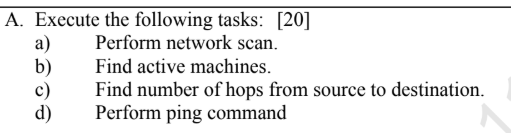 A. Execute the following tasks: [20]
a) Perform network scan.
b) Find active machines.
c) Find number of hops from source to destination.
d) Perform ping command